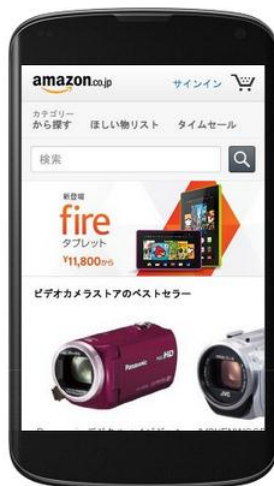 amazon.co.jp
サインイン
カテゴリー
から探す ほしい物リスト タイムセール
検索
新登場
fire
タブレット
¥11,800から
ビデオカメラストアのベストセラー
Panasonic
HD
JVC